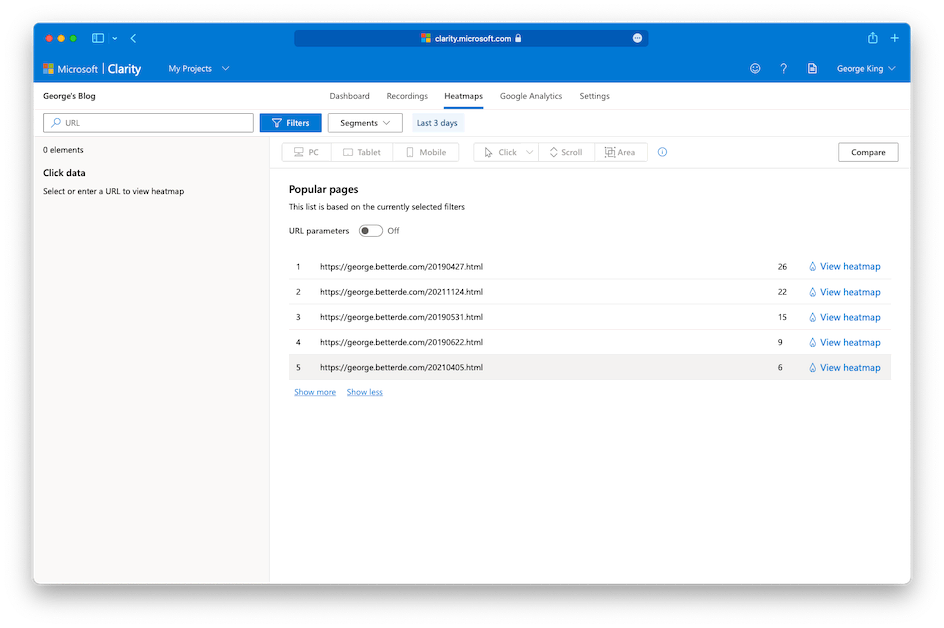 clarity.microsoft.com
Microsoft | Clarity My Projects ? George King
George's Blog Dashboard Recordings Heatmaps Google Analytics Settings
URL Filters Segments Last 3 days
0 elements PC Tablet Mobile Click Scroll Area Compare
Click data
Select or enter a URL to view heatmap
Popular pages
This list is based on the currently selected filters
URL parameters Off
1 https://george.betterde.com/20190427.html 26 View heatmap
2 https://george.betterde.com/20211124.html 22 View heatmap
3 https://george.betterde.com/20190531.html 15 View heatmap
4 https://george.betterde.com/20190622.html 9 View heatmap
5 https://george.betterde.com/20210405.html 6 View heatmap
Show more Show less